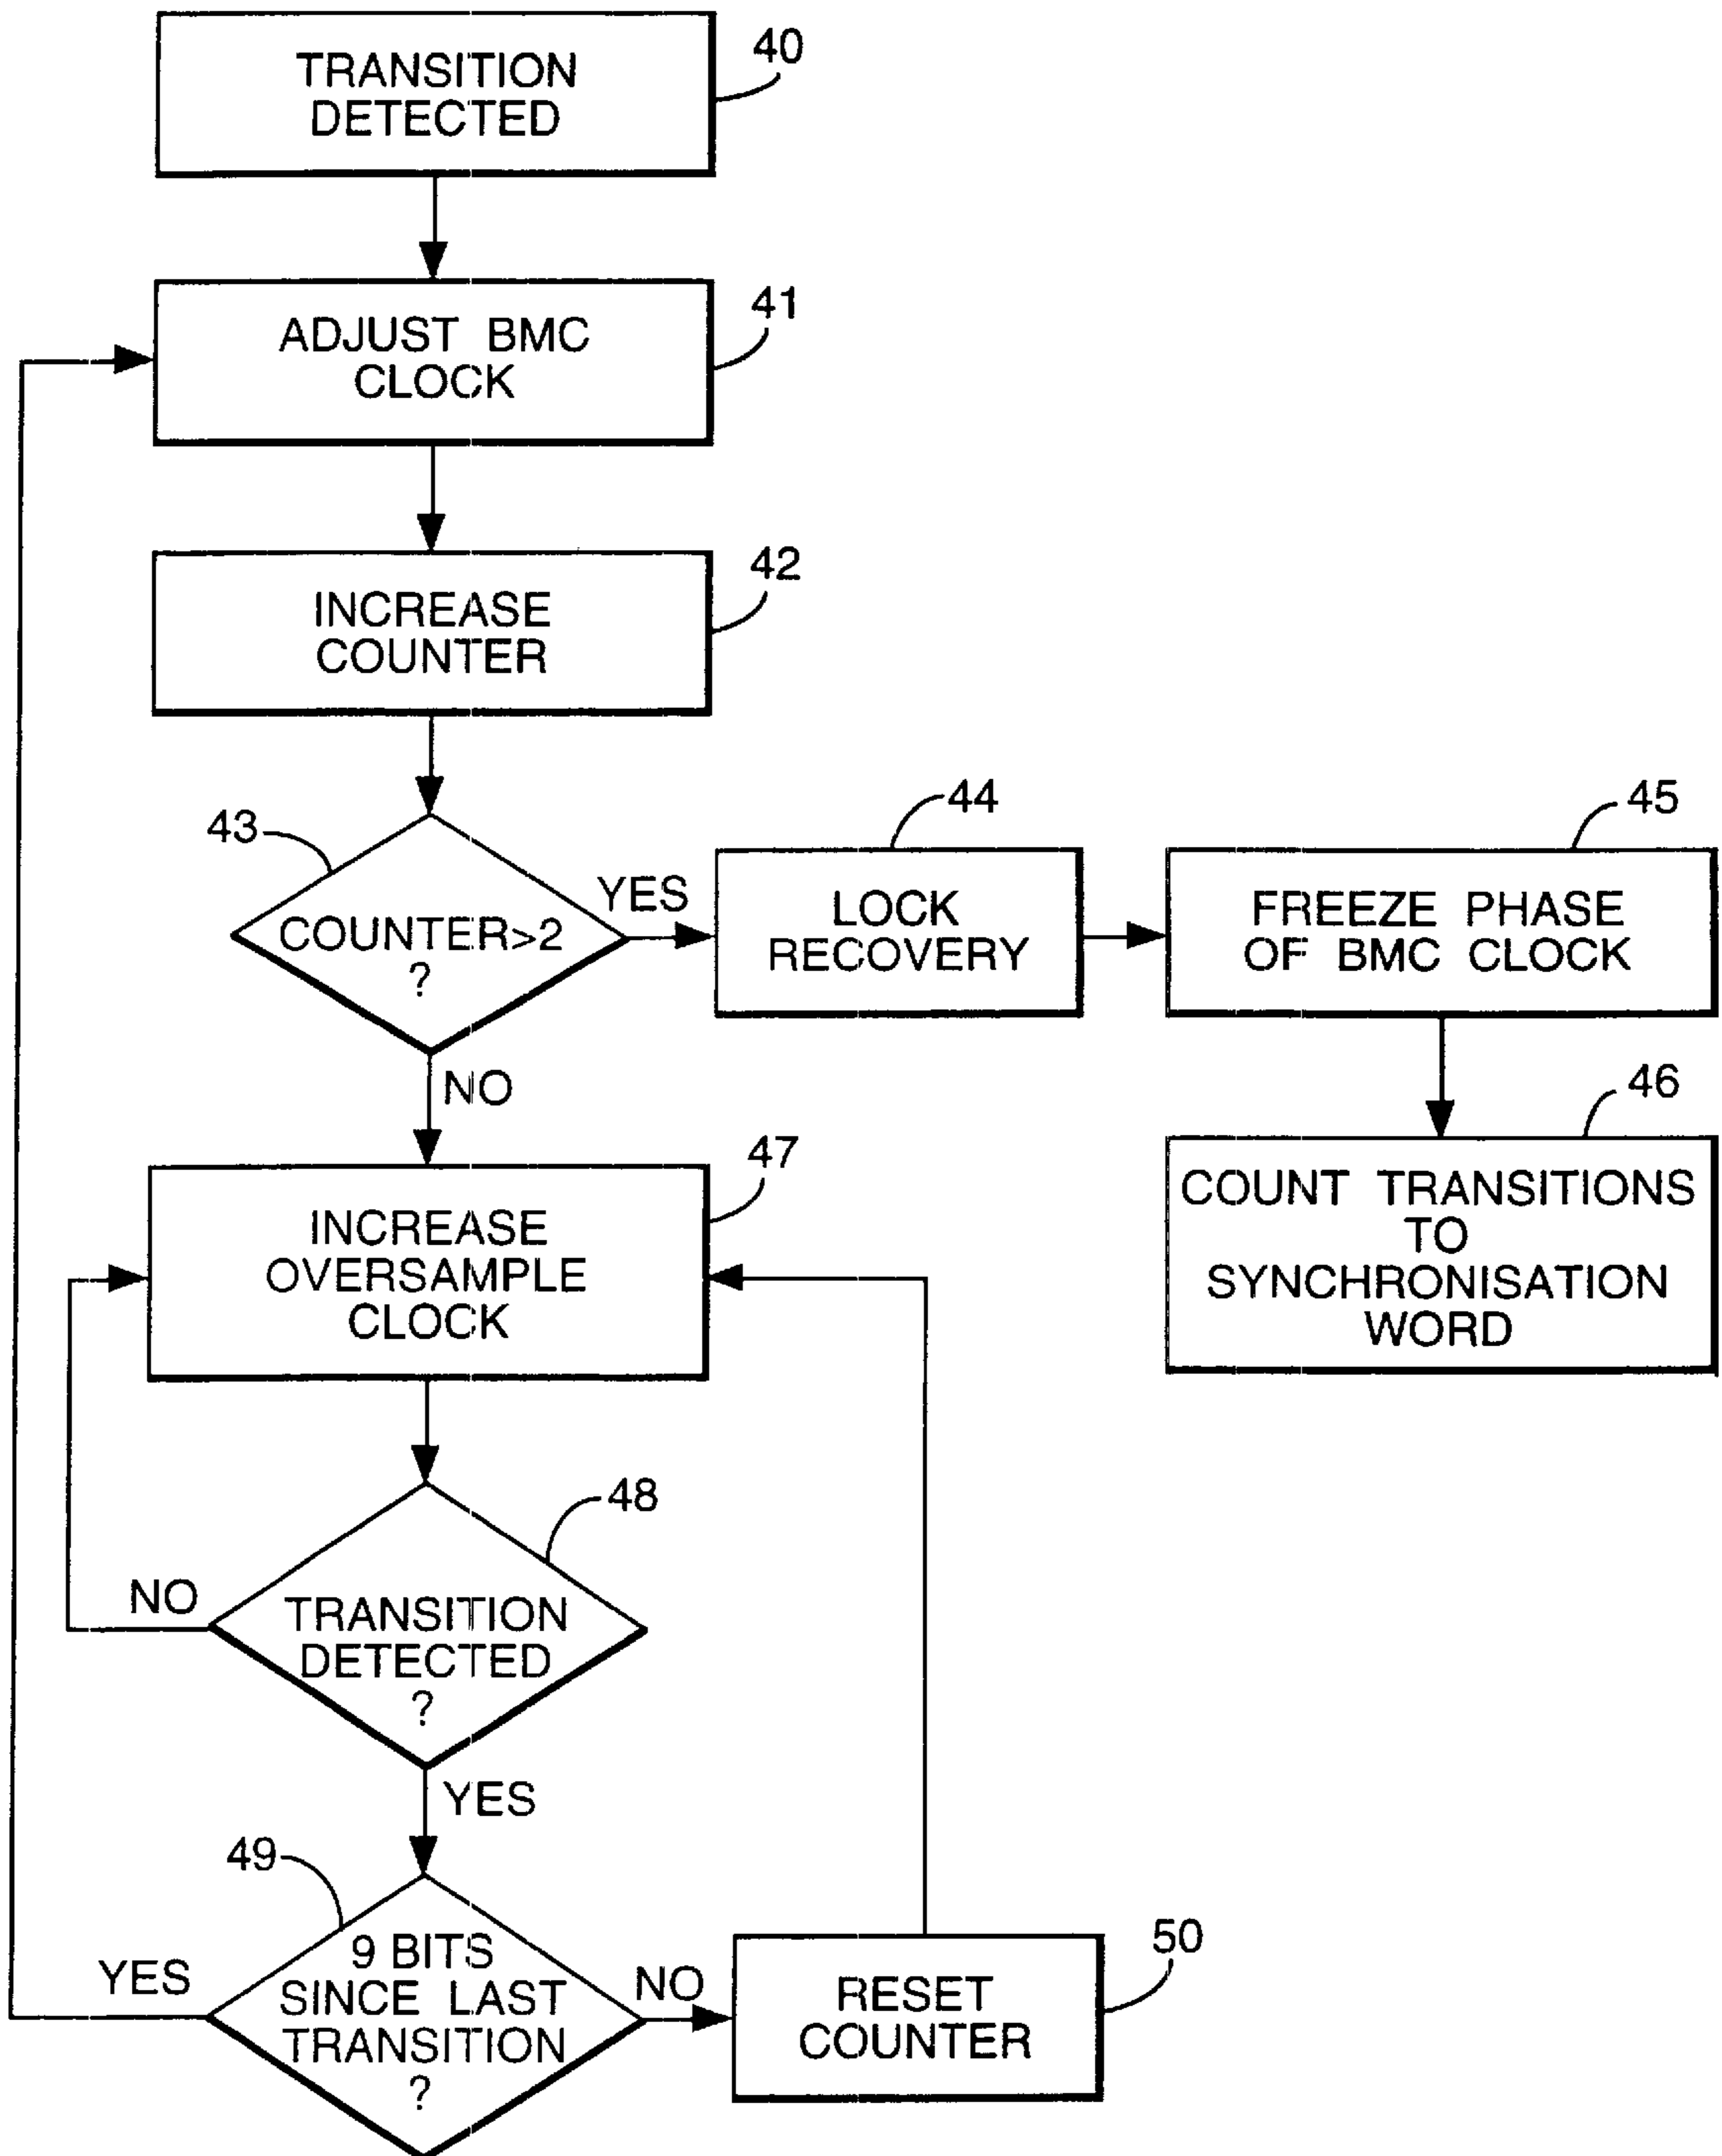 TRANSITION
DETECTED
40
ADJUST BMC
CLOCK
41
INCREASE
COUNTER
42
43
COUNTER>2
?
YES
NO
LOCK
RECOVERY
44
FREEZE PHASE
OF BMC CLOCK
45
COUNT TRANSITIONS
TO
SYNCHRONISATION
WORD
46
INCREASE
OVERSAMPLE
CLOCK
47
48
TRANSITION
DETECTED
?
NO
YES
49
9 BITS
SINCE LAST
TRANSITION
?
YES
NO
RESET
COUNTER
50